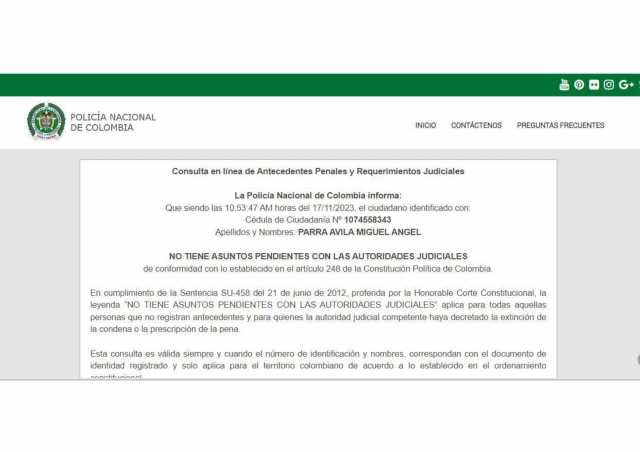 POLICÍA NACIONAL
DE COLOMBIA
INICIO CONTÁCTENOS PREGUNTAS FRECUENTES
Consulta en línea de Antecedentes Penales y Requerimientos Judiciales
La Policía Nacional de Colombia informa:
Que siendo las 10:53:47 AM horas del 17/11/2023, el ciudadano identificado con:
Cédula de Ciudadanía Nº 1074558343
Apellidos y Nombres: PARRA AVILA MIGUEL ANGEL
NO TIENE ASUNTOS PENDIENTES CON LAS AUTORIDADES JUDICIALES
de conformidad con lo establecido en el artículo 248 de la Constitución Política de Colombia.
En cumplimiento de la Sentencia SU-458 del 21 de junio de 2012, proferida por la Honorable Corte Constitucional, la
leyenda "NO TIENE ASUNTOS PENDIENTES CON LAS AUTORIDADES JUDICIALES" aplica para todas aquellas
personas que no registran antecedentes y para quienes la autoridad judicial competente haya decretado la extinción de
la condena o la prescripción de la pena.
Esta consulta es válida siempre y cuando el número de identificación y nombres, correspondan con el documento de
identidad registrado y solo aplica para el territorio colombiano de acuerdo a lo establecido en el ordenamiento
constitucional.